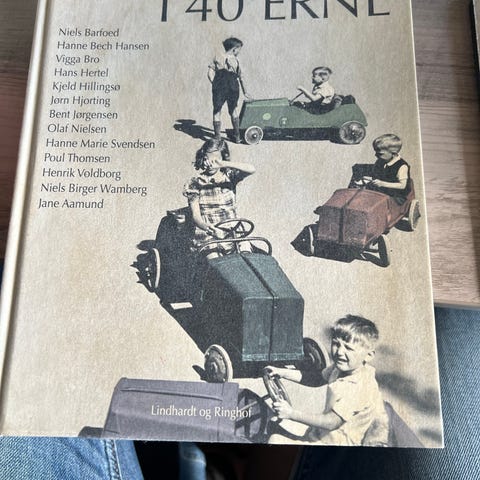 I 40'ERNE
Niels Barfoed
Hanne Bech Hansen
Vigga Bro
Hans Hertel
Kjeld Hillingsø
Jørn Hjorting
Bent Jørgensen
Olaf Nielsen
Hanne Marie Svendsen
Poul Thomsen
Henrik Voldborg
Niels Birger Wamberg
Jane Aamund
Lindhardt og Ringhof